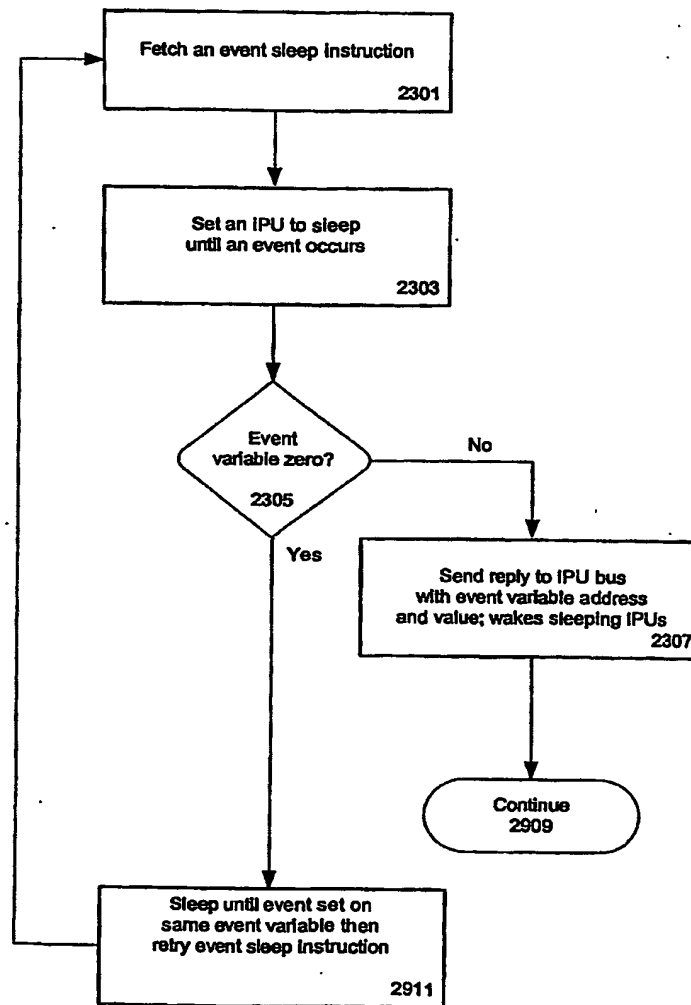 Fetch an event sleep instruction
2301
Set an IPU to sleep
until an event occurs
2303
Event
variable zero?
2305
No
Yes
Send reply to IPU bus
with event variable address
and value; wakes sleeping IPUs
2307
Continue
2909
Sleep until event set on
same event variable then
retry event sleep instruction
2911